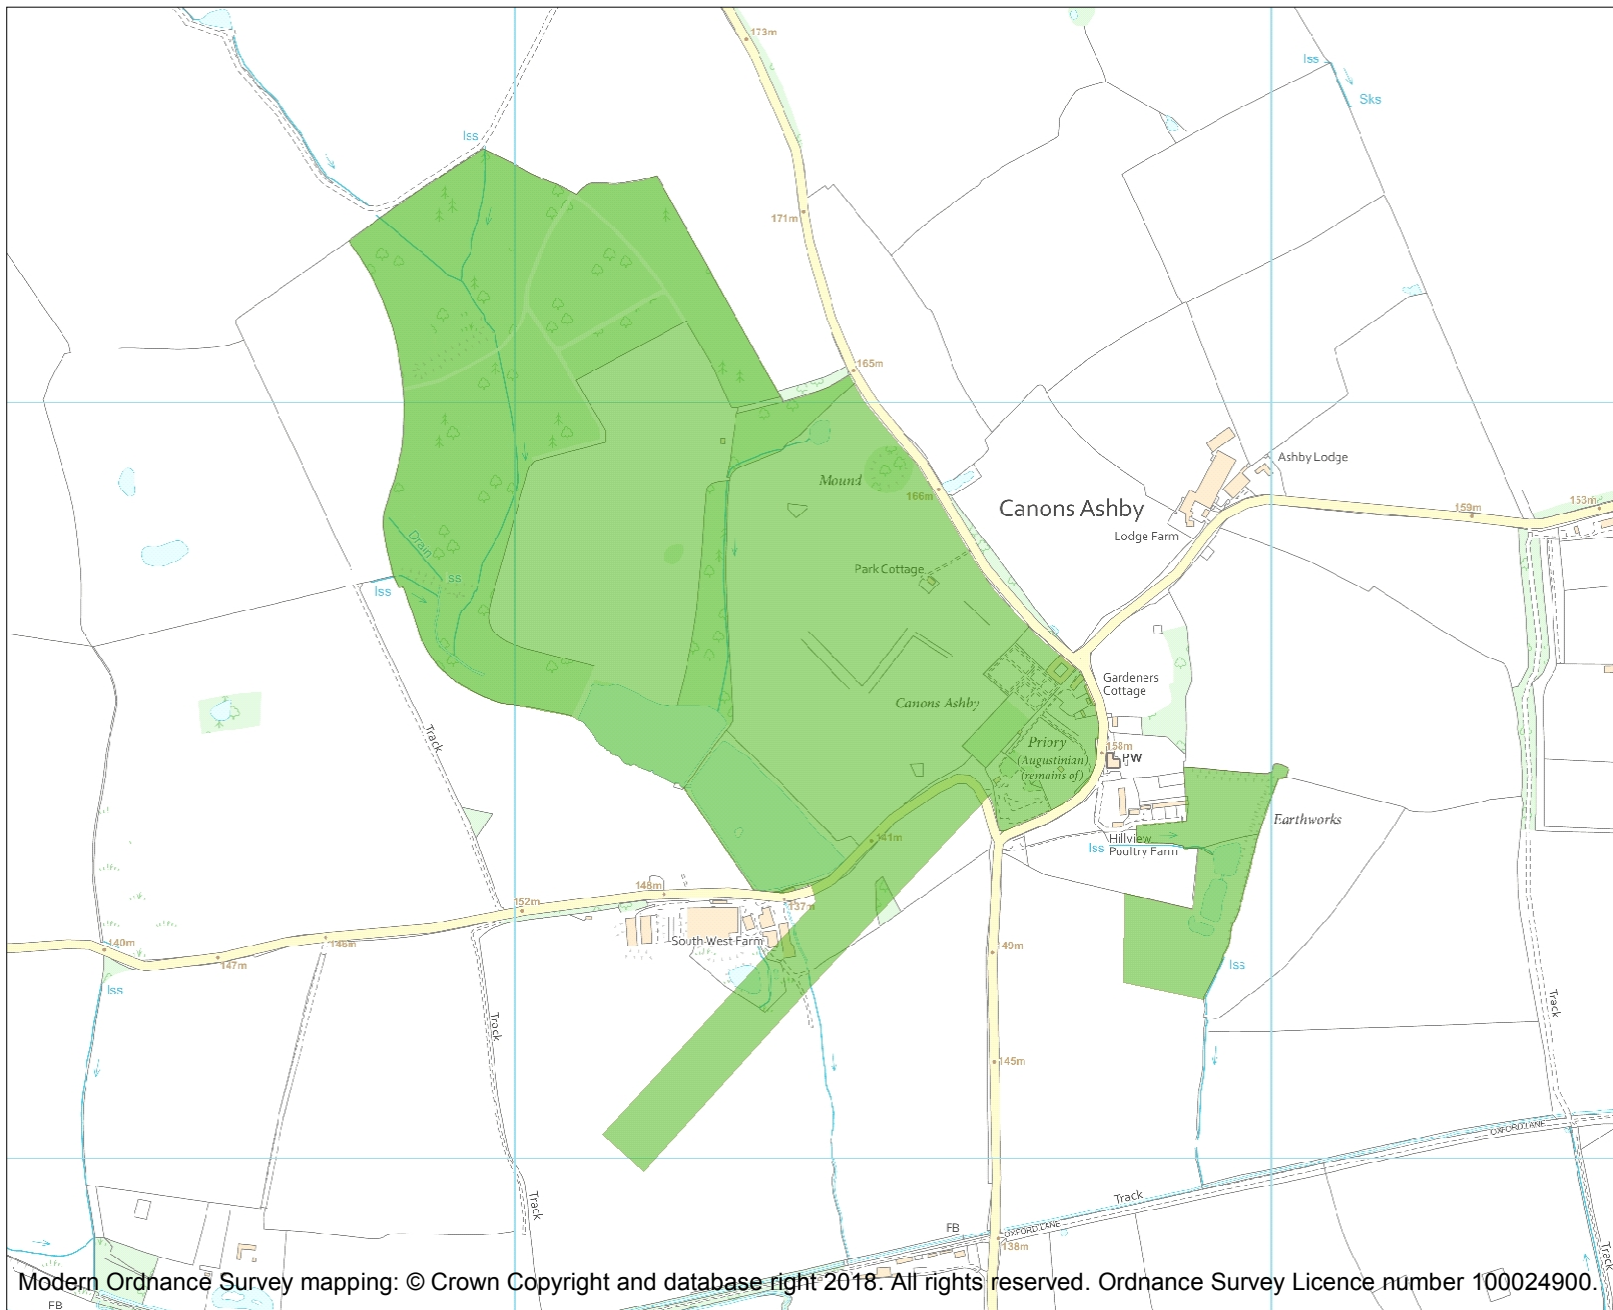 173m
Iss
Sks
Iss
171m
165m
Mound
166m
Canons Ashby
Ashby Lodge
159m
153m
Lodge Farm
Drain
Park Cottage
Iss
Iss
Gardeners
Cottage
Canons Ashby
Track
Priory
(Augustinian)
(remains of)
158m
PW
Earthworks
141m
Hillview
Poultry Farm
Iss
148m
152m
137m
140m
146m
147m
South West Farm
149m
Iss
Iss
Track
Track
145m
OXFORD LANE
Track
Track
FB
OXFORD LANE
138m
Track
Modern Ordnance Survey mapping: © Crown Copyright and database right 2018. All rights reserved. Ordnance Survey Licence number 100024900.
FB